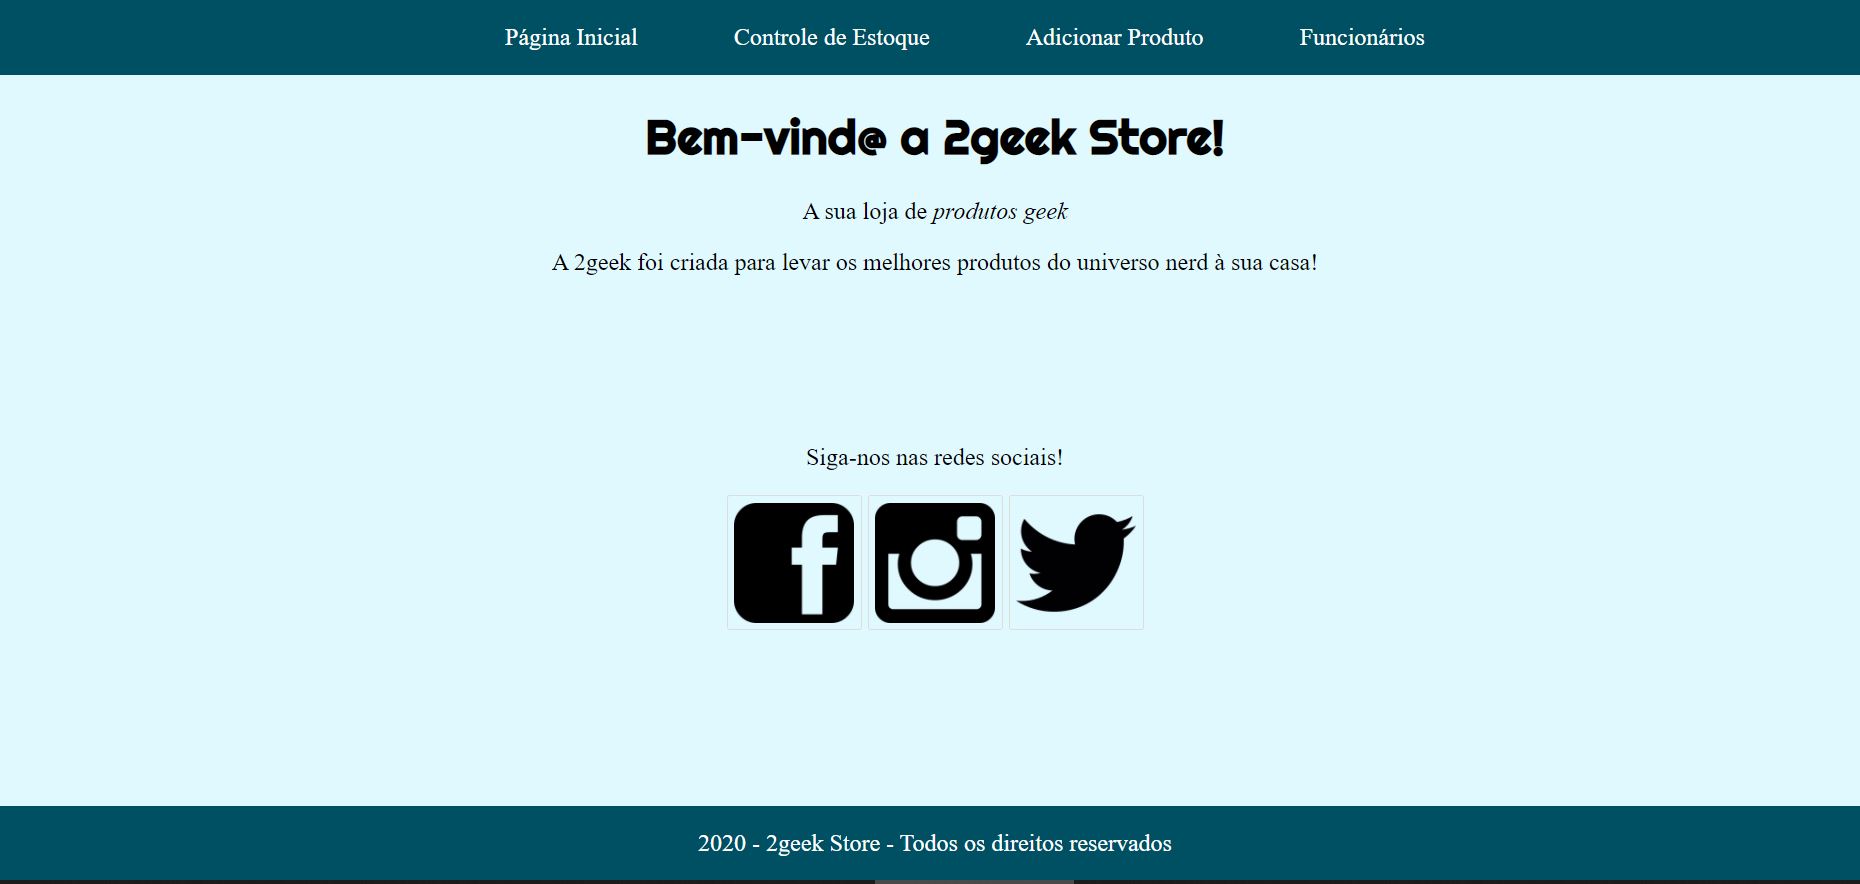 Página Inicial Controle de Estoque Adicionar Produto Funcionários
Bem-vind@ a 2geek Store!
A sua loja de produtos geek
A 2geek foi criada para levar os melhores produtos do universo nerd à sua casa!
Siga-nos nas redes sociais!
f
2020 - 2geek Store - Todos os direitos reservados